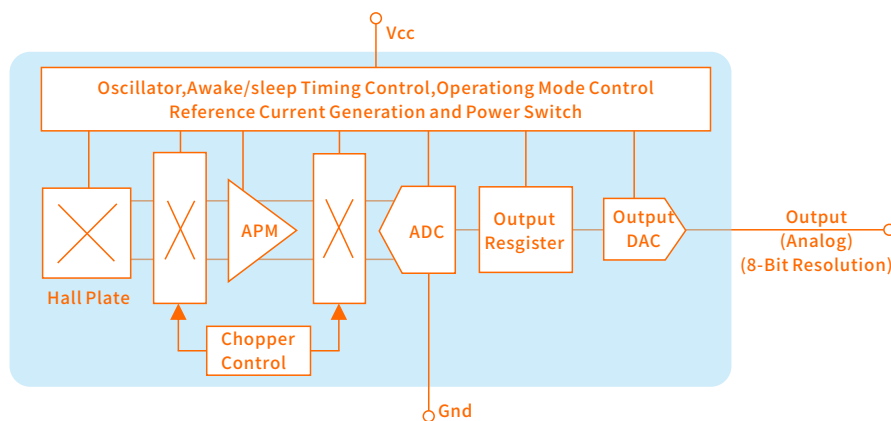 Vcc
Oscillator,Awake/sleep Timing Control,Operationg Mode Control
Reference Current Generation and Power Switch
APM
ADC
Output
Resgister
Output
DAC
Output
(Analog)
(8-Bit Resolution)
Hall Plate
Chopper
Control
Gnd